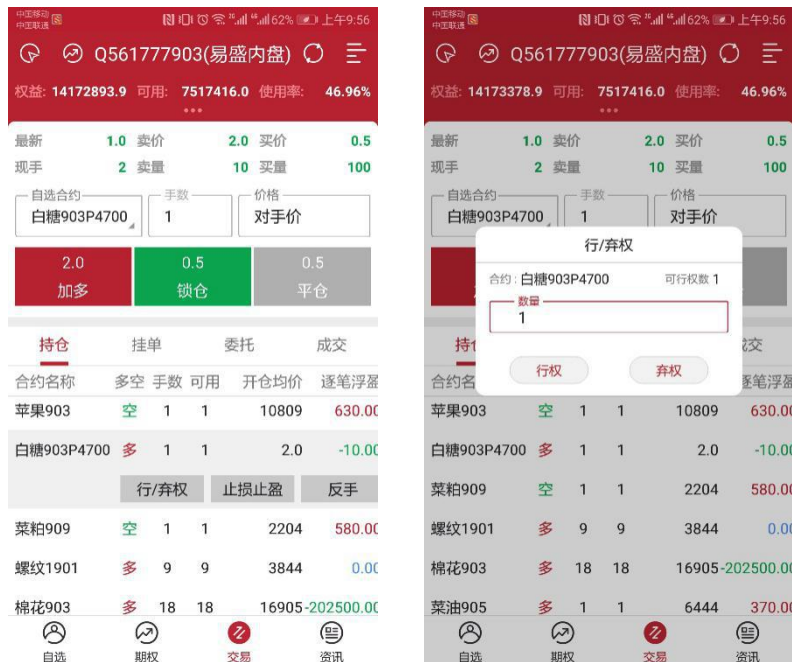 中国移动
中国联通
62% 上午9:56
Q561777903(易盛内盘)
权益: 14172893.9 可用: 7517416.0 使用率: 46.96%
最新 1.0 卖价 2.0 买价 0.5
现手 2 卖量 10 买量 100
自选合约 手数 价格
白糖903P4700 1 对手价
2.0 0.5 0.5
加多 锁仓 平仓
持仓 挂单 委托 成交
合约名称 多空 手数 可用 开仓均价 逐笔浮盈
苹果903 空 1 1 10809 630.00
白糖903P4700 多 1 1 2.0 -10.00
行/弃权 止损止盈 反手
菜粕909 空 1 1 2204 580.00
螺纹1901 多 9 9 3844 0.00
棉花903 多 18 18 16905 -202500.00
自选 期权 交易 资讯
中国移动
中国联通
62% 上午9:56
Q561777903(易盛内盘)
权益: 14173378.9 可用: 7517416.0 使用率: 46.96%
最新 1.0 卖价 2.0 买价 0.5
现手 2 卖量 10 买量 100
自选合约 手数 价格
白糖903P4700 1 对手价
行/弃权
合约：白糖903P4700 可行权数 1
数量
1
行权 弃权
持仓 成交
合约名 逐笔浮盈
苹果903 空 1 1 10809 630.00
白糖903P4700 多 1 1 2.0 -10.00
菜粕909 空 1 1 2204 580.00
螺纹1901 多 9 9 3844 0.00
棉花903 多 18 18 16905 -202500.00
菜油905 多 1 1 6444 370.00
自选 期权 交易 资讯